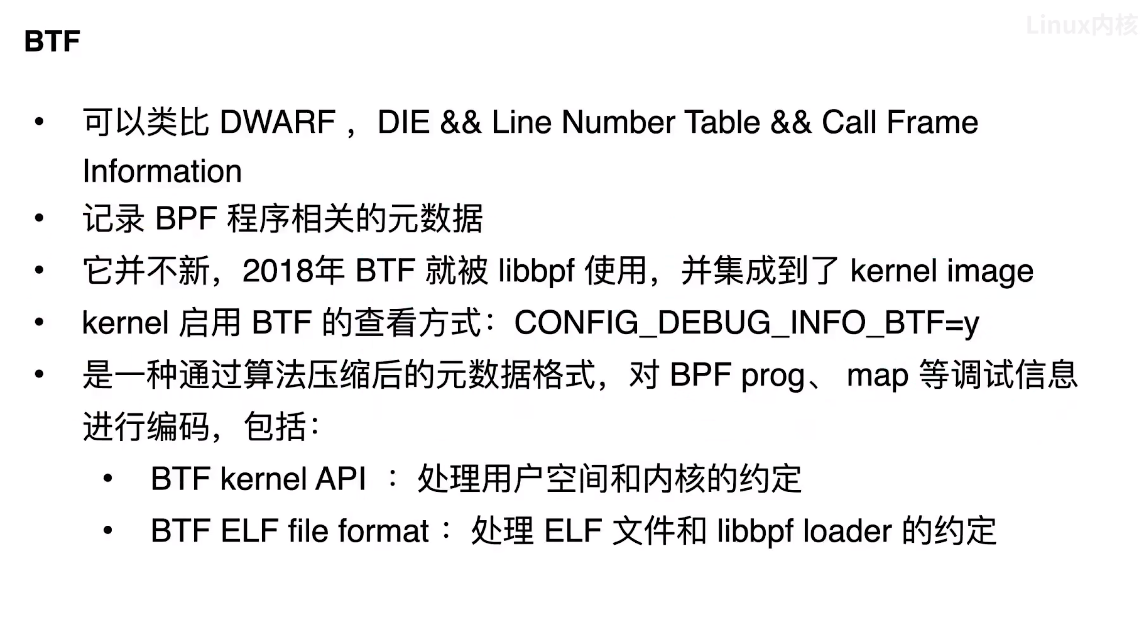 Linux内核
BTF
• 可以类比 DWARF ，DIE && Line Number Table && Call Frame
Information
• 记录 BPF 程序相关的元数据
• 它并不新，2018年 BTF 就被 libbpf 使用，并集成到了 kernel image
• kernel 启用 BTF 的查看方式：CONFIG_DEBUG_INFO_BTF=y
• 是一种通过算法压缩后的元数据格式，对 BPF prog、 map 等调试信息
进行编码，包括：
• BTF kernel API ：处理用户空间和内核的约定
• BTF ELF file format：处理 ELF 文件和 libbpf loader 的约定